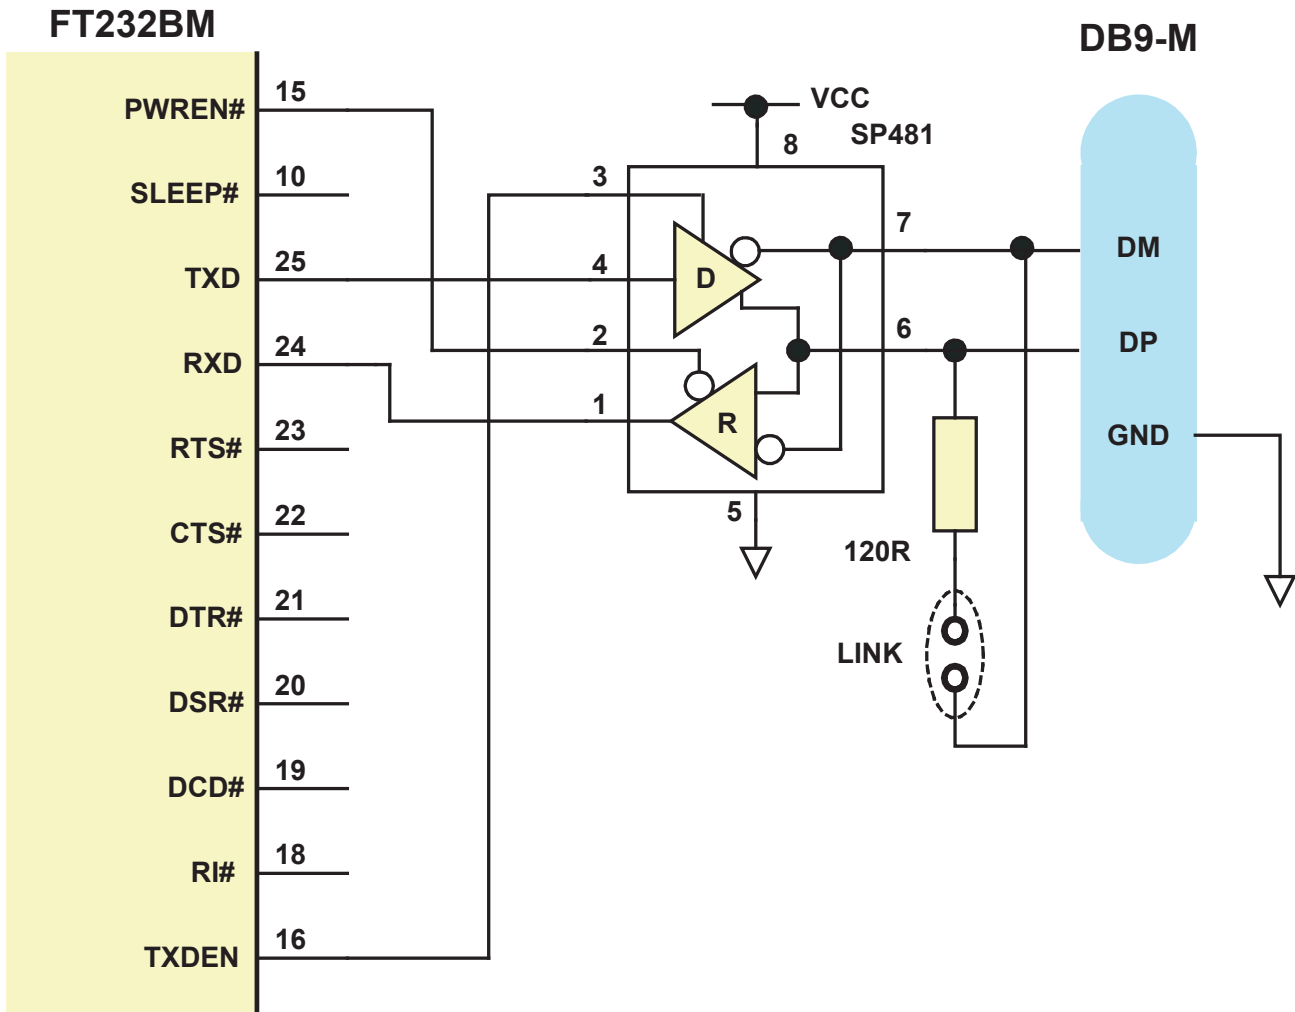 FT232BM
DB9-M
PWREN# 15
SLEEP# 10
TXD 25
RXD 24
RTS# 23
CTS# 22
DTR# 21
DSR# 20
DCD# 19
RI# 18
TXDEN 16
VCC
SP481
8
3
4
2
1
D
R
7
6
5
120R
LINK
DM
DP
GND